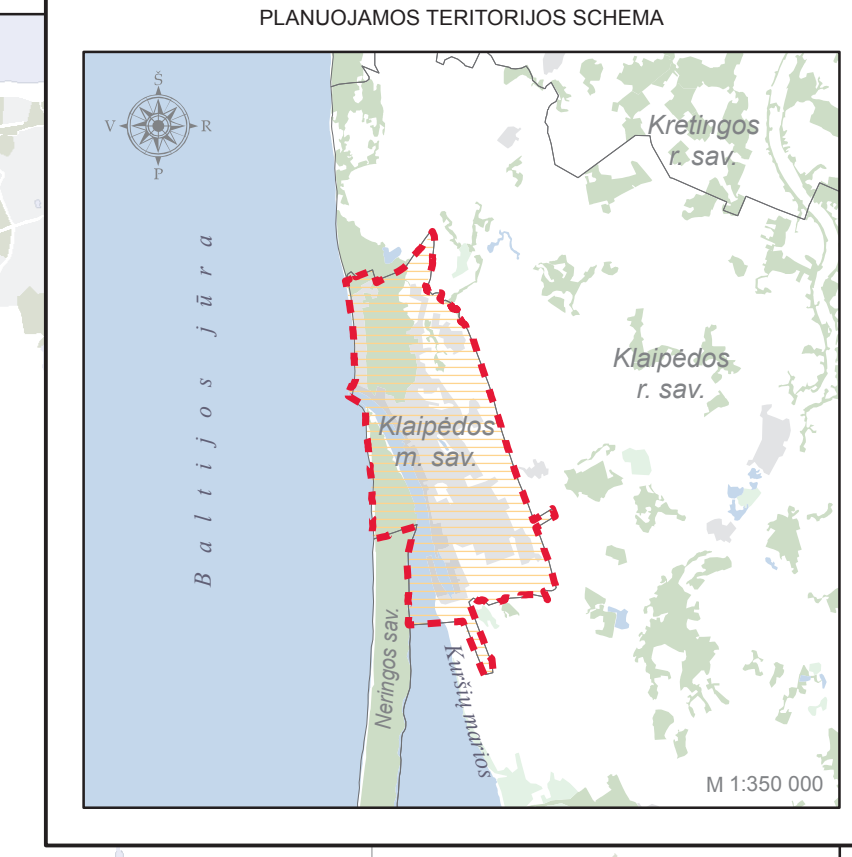 PLANUOJAMOS TERITORIJOS SCHEMA
Š
V
R
P
Kretingos
r. sav.
Baltijos jūra
Klaipėdos
r. sav.
Klaipėdos
m. sav.
Neringos sav.
Kuršių marios
M 1:350 000